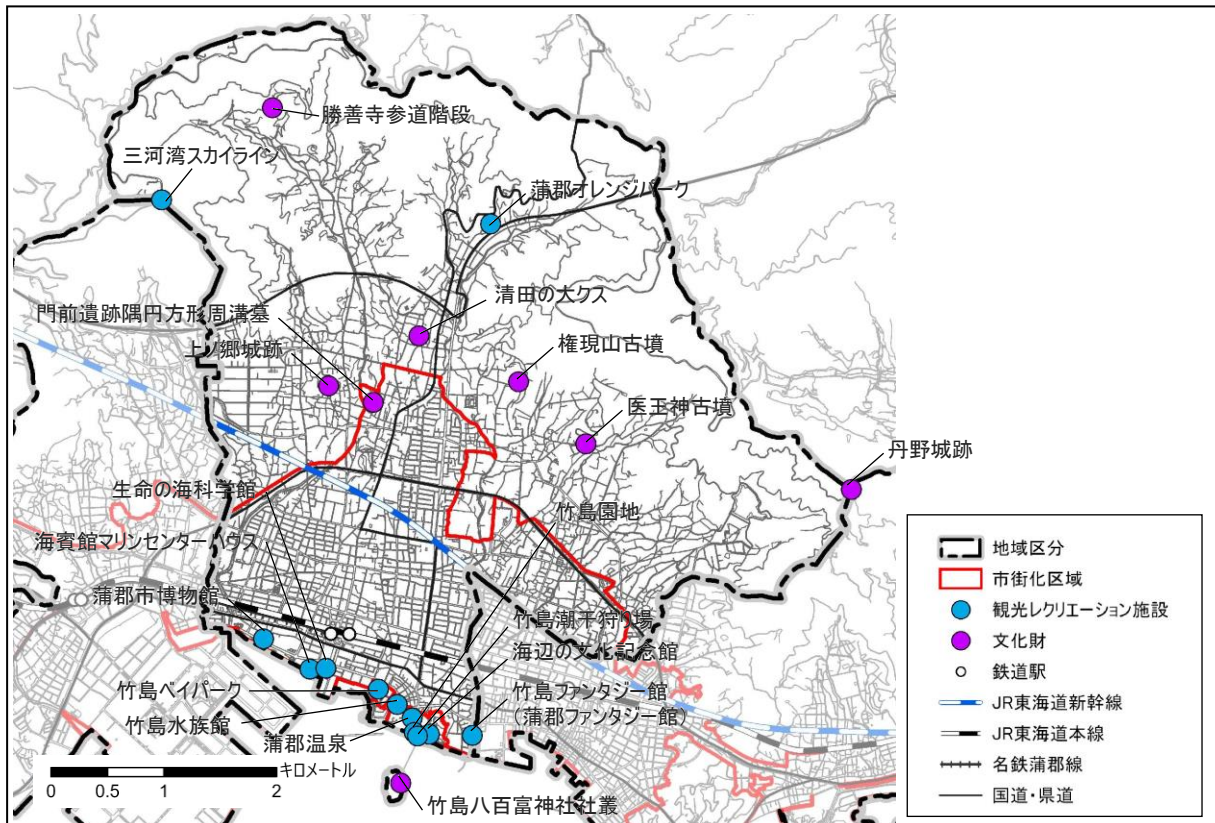 勝善寺参道階段
三河湾スカイライン
蒲郡オレンジパーク
清田の大クス
門前遺跡隅円方形周溝墓
上ノ郷城跡
権現山古墳
医王神古墳
丹野城跡
生命の海科学館
竹島園地
海賓館マリンセンターハウス
蒲郡市博物館
竹島潮干狩り場
海辺の文化記念館
竹島ベイパーク
竹島ファンタジー館
(蒲郡ファンタジー館)
竹島水族館
蒲郡温泉
竹島八百富神社社叢
キロメートル
0 0.5 1 2
地域区分
市街化区域
観光レクリエーション施設
文化財
鉄道駅
JR東海道新幹線
JR東海道本線
名鉄蒲郡線
国道・県道